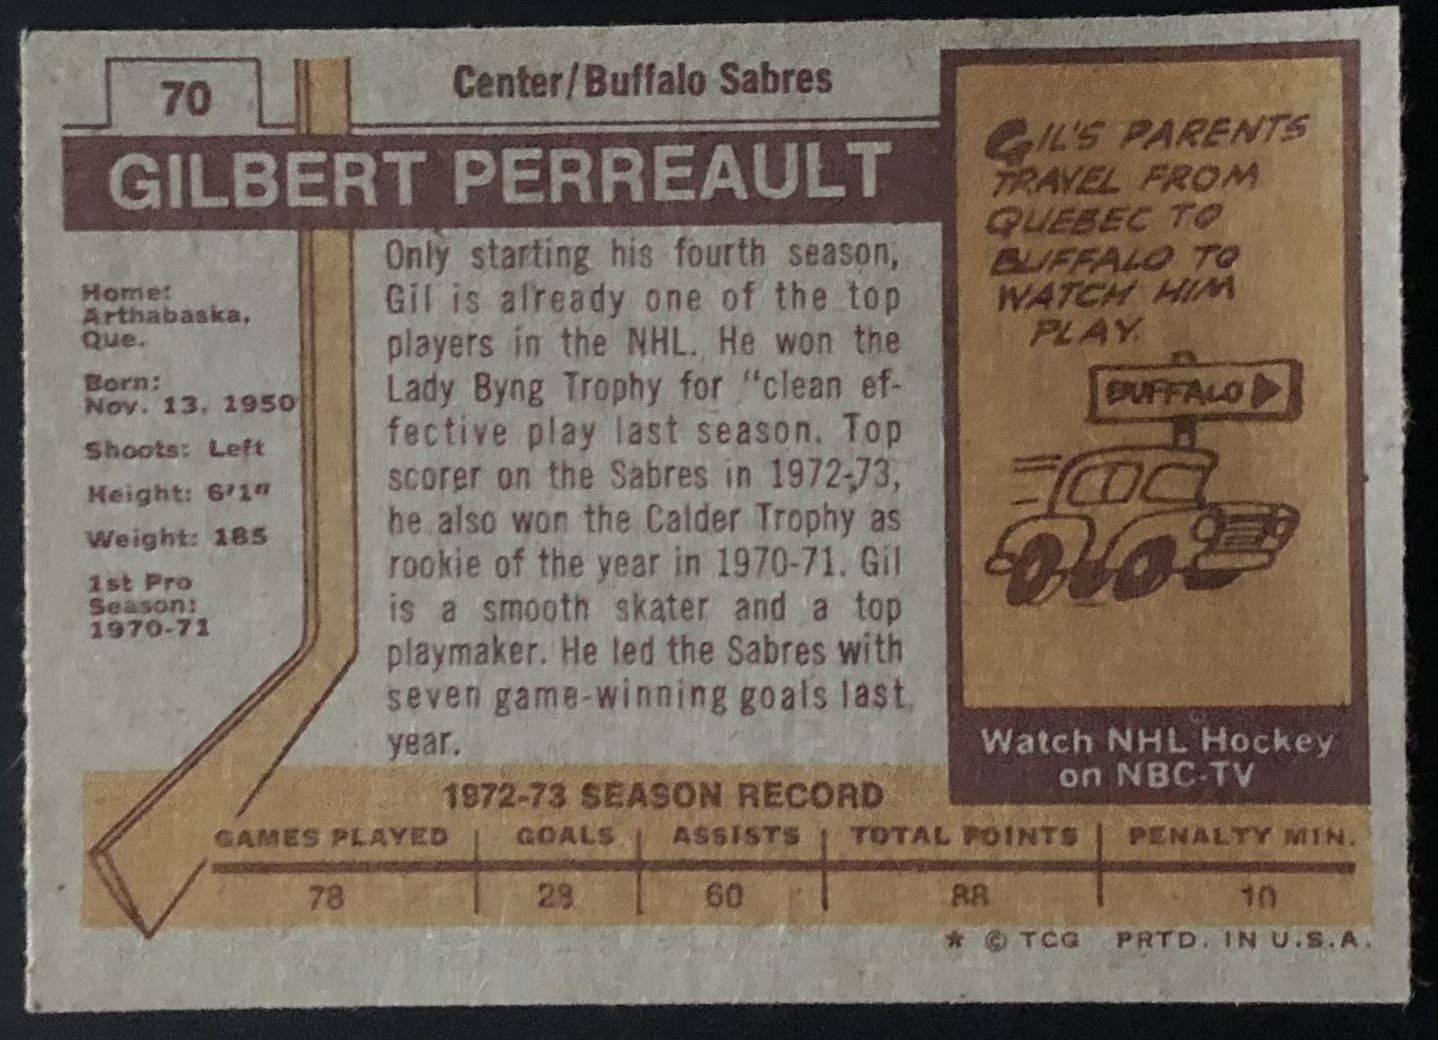 70
Center/Buffalo Sabres
GILBERT PERREAULT
Home:
Arthabaska,
Que.
Born:
Nov. 13, 1950
Shoots: Left
Height: 6'1"
Weight: 185
1st Pro
Season:
1970-71
Only starting his fourth season,
Gil is already one of the top
players in the NHL. He won the
Lady Byng Trophy for "clean ef-
fective play last season. Top
scorer on the Sabres in 1972-73,
he also won the Calder Trophy as
rookie of the year in 1970-71. Gil
is a smooth skater and a top
playmaker. He led the Sabres with
seven game-winning goals last
year.
GIL'S PARENTS
TRAVEL FROM
QUEBEC TO
BUFFALO TO
WATCH HIM
PLAY.
BUFFALO
Watch NHL Hockey
on NBC-TV
1972-73 SEASON RECORD
GAMES PLAYED GOALS ASSISTS TOTAL POINTS PENALTY MIN.
78 28 60 88 10
* © TCG PRTD. IN U.S.A.